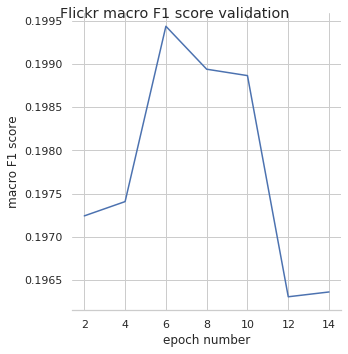 Flickr macro F1 score validation
0.1995
0.1990
0.1985
0.1980
0.1975
0.1970
0.1965
macro F1 score
2 4 6 8 10 12 14
epoch number